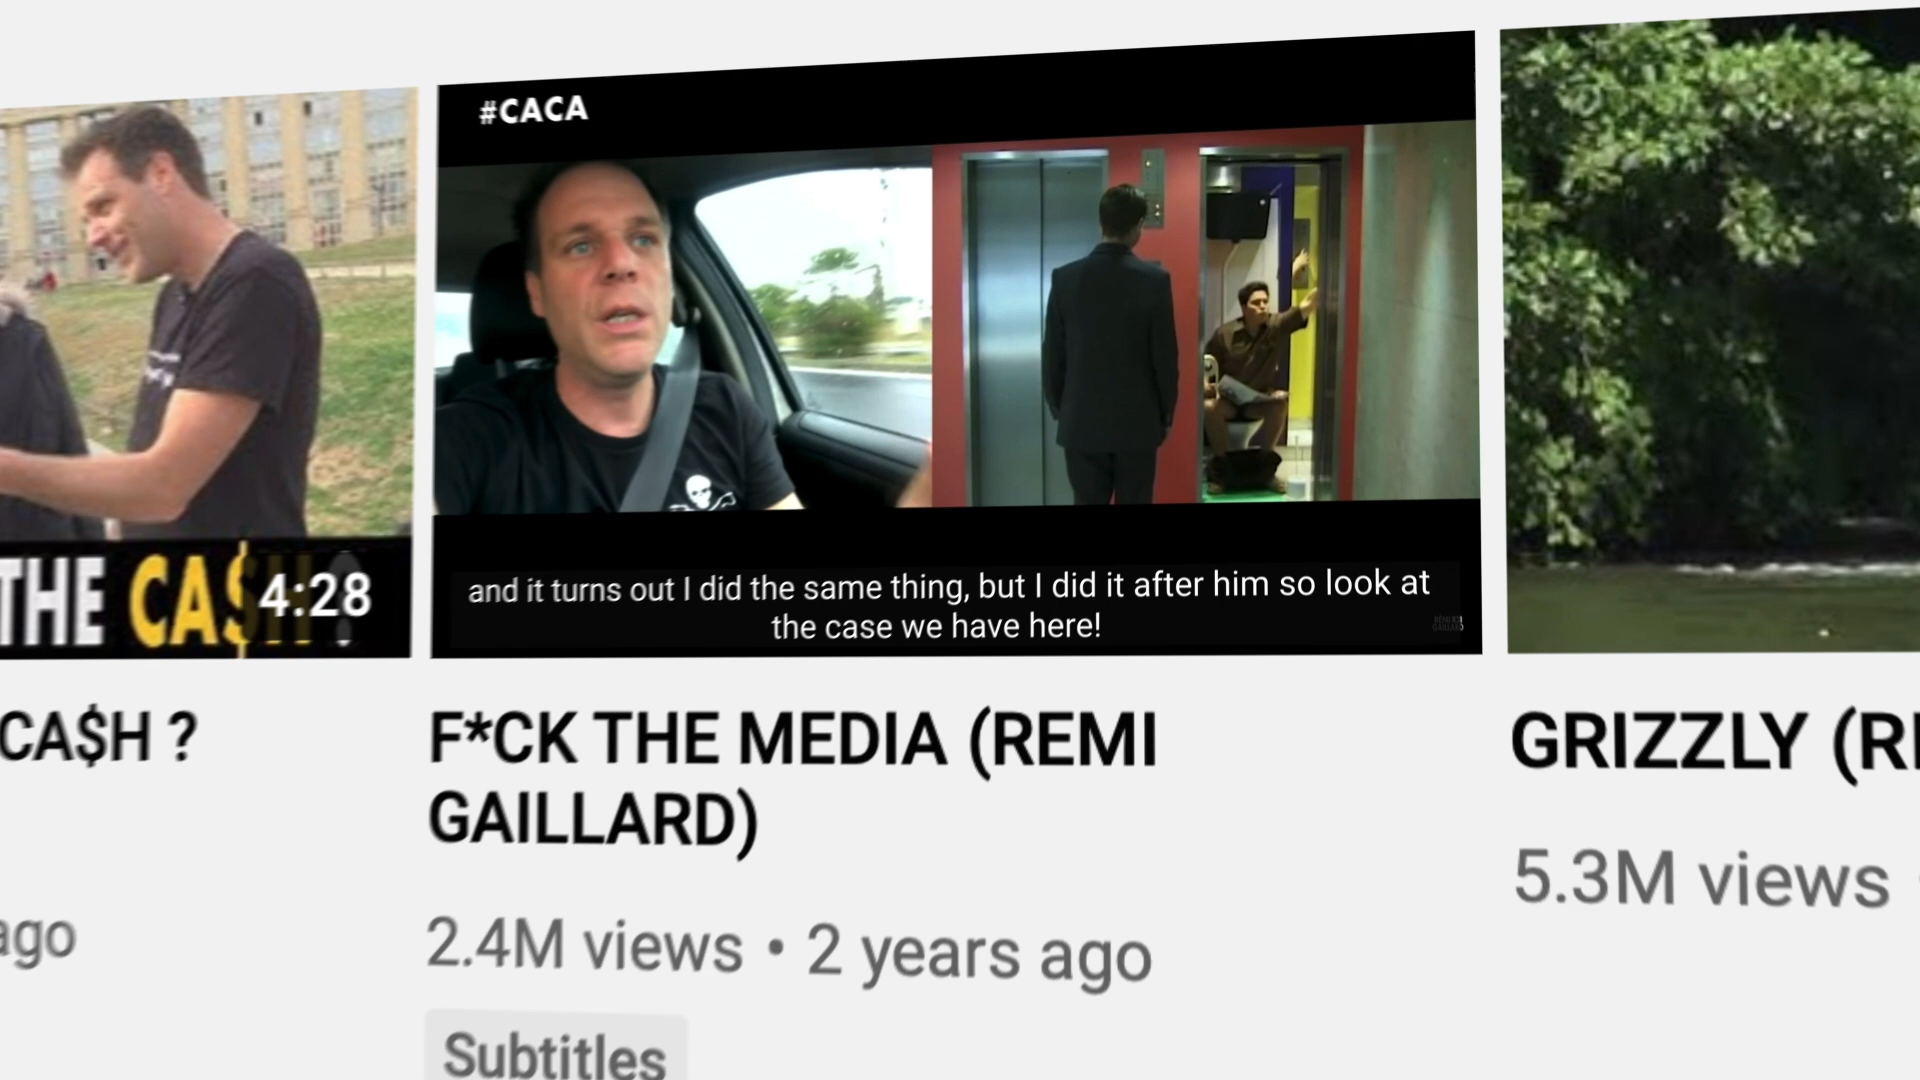 #CACA
THE CA$H ?
4:28
and it turns out I did the same thing, but I did it after him so look at
the case we have here!
CA$H ?
F*CK THE MEDIA (REMI
GAILLARD)
GRIZZLY (R
ago
2.4M views • 2 years ago
5.3M views
Subtitles